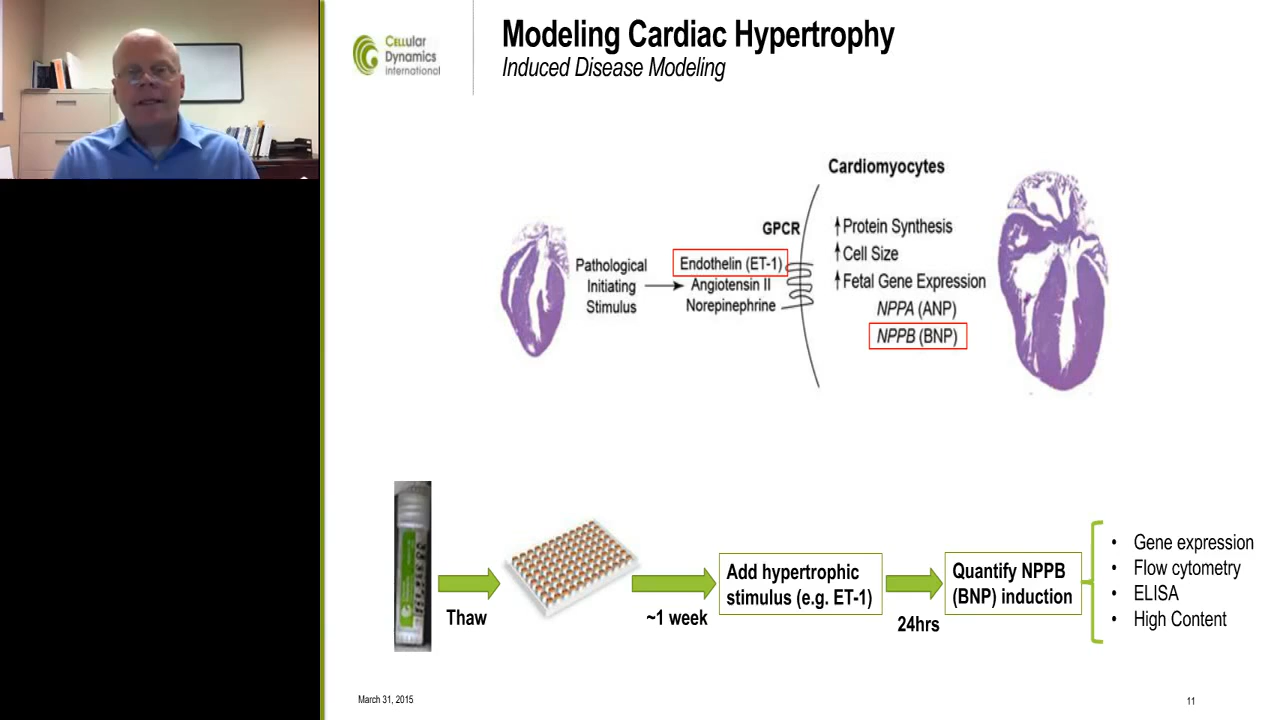 CELLular
Dynamics
international
Modeling Cardiac Hypertrophy
Induced Disease Modeling
Cardiomyocytes
GPCR
Pathological
Initiating
Stimulus
Endothelin (ET-1)
Angiotensin II
Norepinephrine
Protein Synthesis
Cell Size
Fetal Gene Expression
NPPA (ANP)
NPPB (BNP)
Thaw
~1 week
Add hypertrophic
stimulus (e.g. ET-1)
24hrs
Quantify NPPB
(BNP) induction
• Gene expression
• Flow cytometry
• ELISA
• High Content
March 31, 2015
11